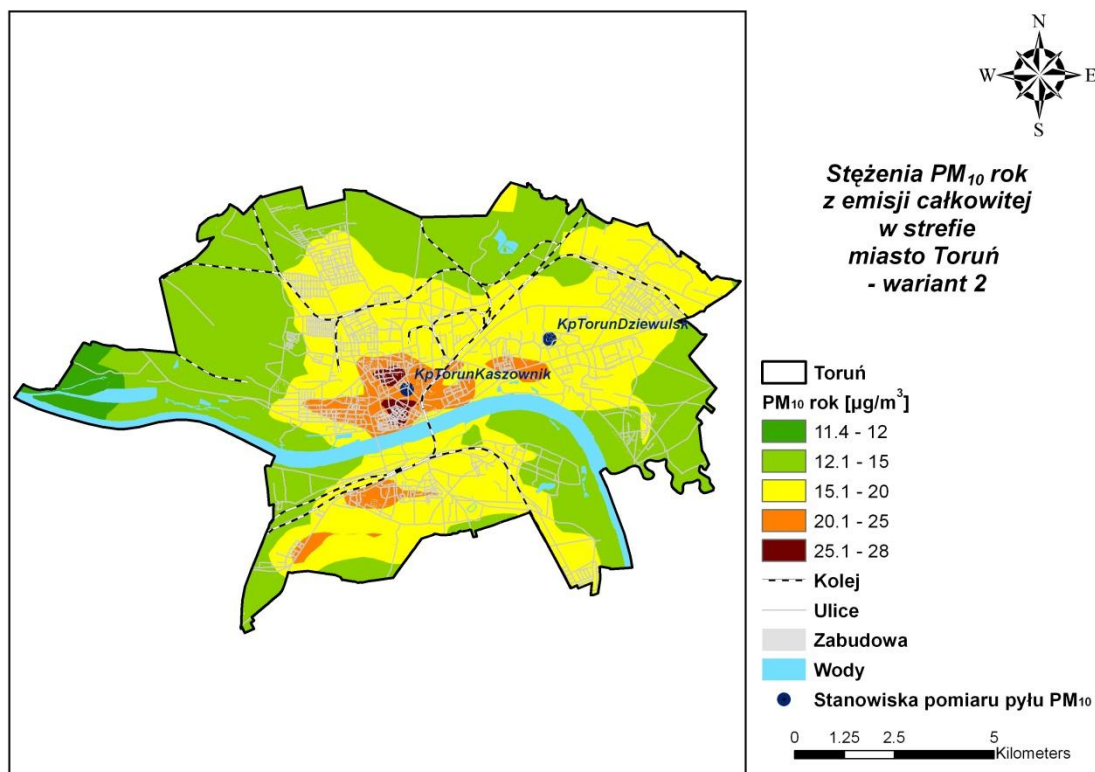 N
W E
S
Stężenia PM10 rok
z emisji całkowitej
w strefie
miasto Toruń
- wariant 2
KpTorunDziewulsk
KpTorunKaszownik
Toruń
PM10 rok [µg/m3]
11.4 - 12
12.1 - 15
15.1 - 20
20.1 - 25
25.1 - 28
Kolej
Ulice
Zabudowa
Wody
Stanowiska pomiaru pyłu PM10
0 1.25 2.5 5
Kilometers